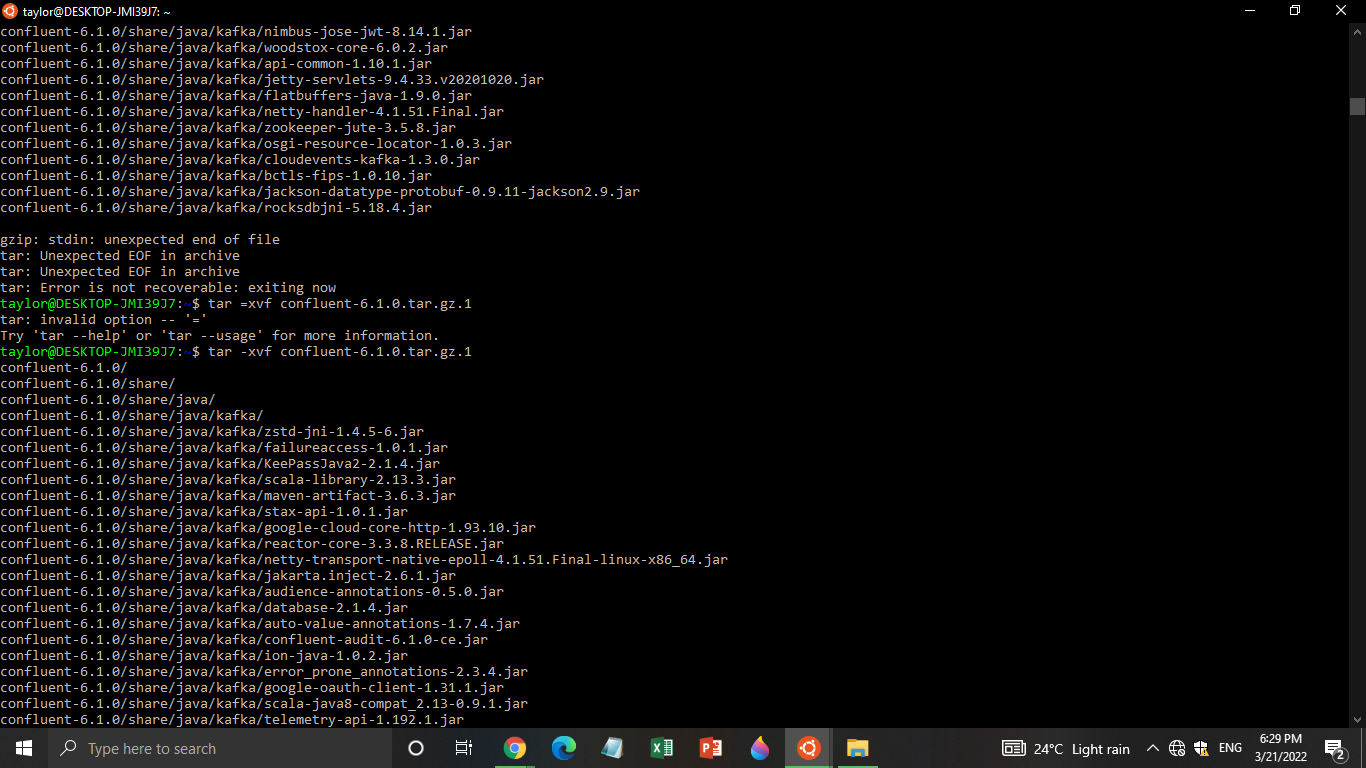 taylor@DESKTOP-JMI39J7: ~
confluent-6.1.0/share/java/kafka/nimbus-jose-jwt-8.14.1.jar
confluent-6.1.0/share/java/kafka/woodstox-core-6.0.2.jar
confluent-6.1.0/share/java/kafka/api-common-1.10.1.jar
confluent-6.1.0/share/java/kafka/jetty-servlets-9.4.33.v20201020.jar
confluent-6.1.0/share/java/kafka/flatbuffers-java-1.9.0.jar
confluent-6.1.0/share/java/kafka/netty-handler-4.1.51.Final.jar
confluent-6.1.0/share/java/kafka/zookeeper-jute-3.5.8.jar
confluent-6.1.0/share/java/kafka/osgi-resource-locator-1.0.3.jar
confluent-6.1.0/share/java/kafka/cloudevents-kafka-1.3.0.jar
confluent-6.1.0/share/java/kafka/bctls-fips-1.0.10.jar
confluent-6.1.0/share/java/kafka/jackson-datatype-protobuf-0.9.11-jackson2.9.jar
confluent-6.1.0/share/java/kafka/rocksdbjni-5.18.4.jar
gzip: stdin: unexpected end of file
tar: Unexpected EOF in archive
tar: Unexpected EOF in archive
tar: Error is not recoverable: exiting now
taylor@DESKTOP-JMI39J7:~$ tar =xvf confluent-6.1.0.tar.gz.1
tar: invalid option -- '='
Try 'tar --help' or 'tar --usage' for more information.
taylor@DESKTOP-JMI39J7:~$ tar -xvf confluent-6.1.0.tar.gz.1
confluent-6.1.0/
confluent-6.1.0/share/
confluent-6.1.0/share/java/
confluent-6.1.0/share/java/kafka/
confluent-6.1.0/share/java/kafka/zstd-jni-1.4.5-6.jar
confluent-6.1.0/share/java/kafka/failureaccess-1.0.1.jar
confluent-6.1.0/share/java/kafka/KeePassJava2-2.1.4.jar
confluent-6.1.0/share/java/kafka/scala-library-2.13.3.jar
confluent-6.1.0/share/java/kafka/maven-artifact-3.6.3.jar
confluent-6.1.0/share/java/kafka/stax-api-1.0.1.jar
confluent-6.1.0/share/java/kafka/google-cloud-core-http-1.93.10.jar
confluent-6.1.0/share/java/kafka/reactor-core-3.3.8.RELEASE.jar
confluent-6.1.0/share/java/kafka/netty-transport-native-epoll-4.1.51.Final-linux-x86_64.jar
confluent-6.1.0/share/java/kafka/jakarta.inject-2.6.1.jar
confluent-6.1.0/share/java/kafka/audience-annotations-0.5.0.jar
confluent-6.1.0/share/java/kafka/database-2.1.4.jar
confluent-6.1.0/share/java/kafka/auto-value-annotations-1.7.4.jar
confluent-6.1.0/share/java/kafka/confluent-audit-6.1.0-ce.jar
confluent-6.1.0/share/java/kafka/ion-java-1.0.2.jar
confluent-6.1.0/share/java/kafka/error_prone_annotations-2.3.4.jar
confluent-6.1.0/share/java/kafka/google-oauth-client-1.31.1.jar
confluent-6.1.0/share/java/kafka/scala-java8-compat_2.13-0.9.1.jar
confluent-6.1.0/share/java/kafka/telemetry-api-1.192.1.jar
Type here to search
24°C Light rain
ENG
6:29 PM
3/21/2022
2